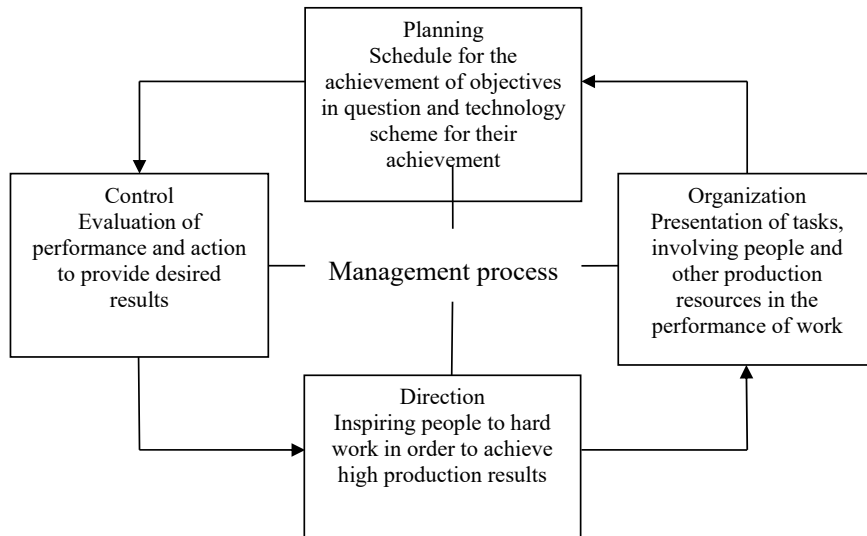 Planning
Schedule for the
achievement of objectives
in question and technology
scheme for their
achievement
Control
Evaluation of
performance and action
to provide desired
results
Management process
Organization
Presentation of tasks,
involving people and
other production
resources in the
performance of work
Direction
Inspiring people to hard
work in order to achieve
high production results